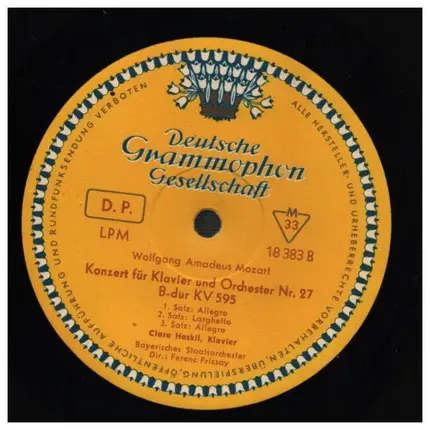 Deutsche
Grammophon
Gesellschaft
D. P.
LPM
M
33
18 383 B
Wolfgang Amadeus Mozart
Konzert für Klavier und Orchester Nr. 27
B-dur KV 595
1. Satz: Allegro
2. Satz: Larghetto
3. Satz: Allegro
Clara Haskil, Klavier
Bayerisches Staatsorchester
Dir.: Ferenc Fricsay
ALLE HERSTELLER- UND URHEBERRECHTE VORBEHALTEN, ÜBERSPIELUNG, ÖFFENTLICHE AUFFÜHRUNG UND RUNDFUNKSENDUNG VERBOTEN